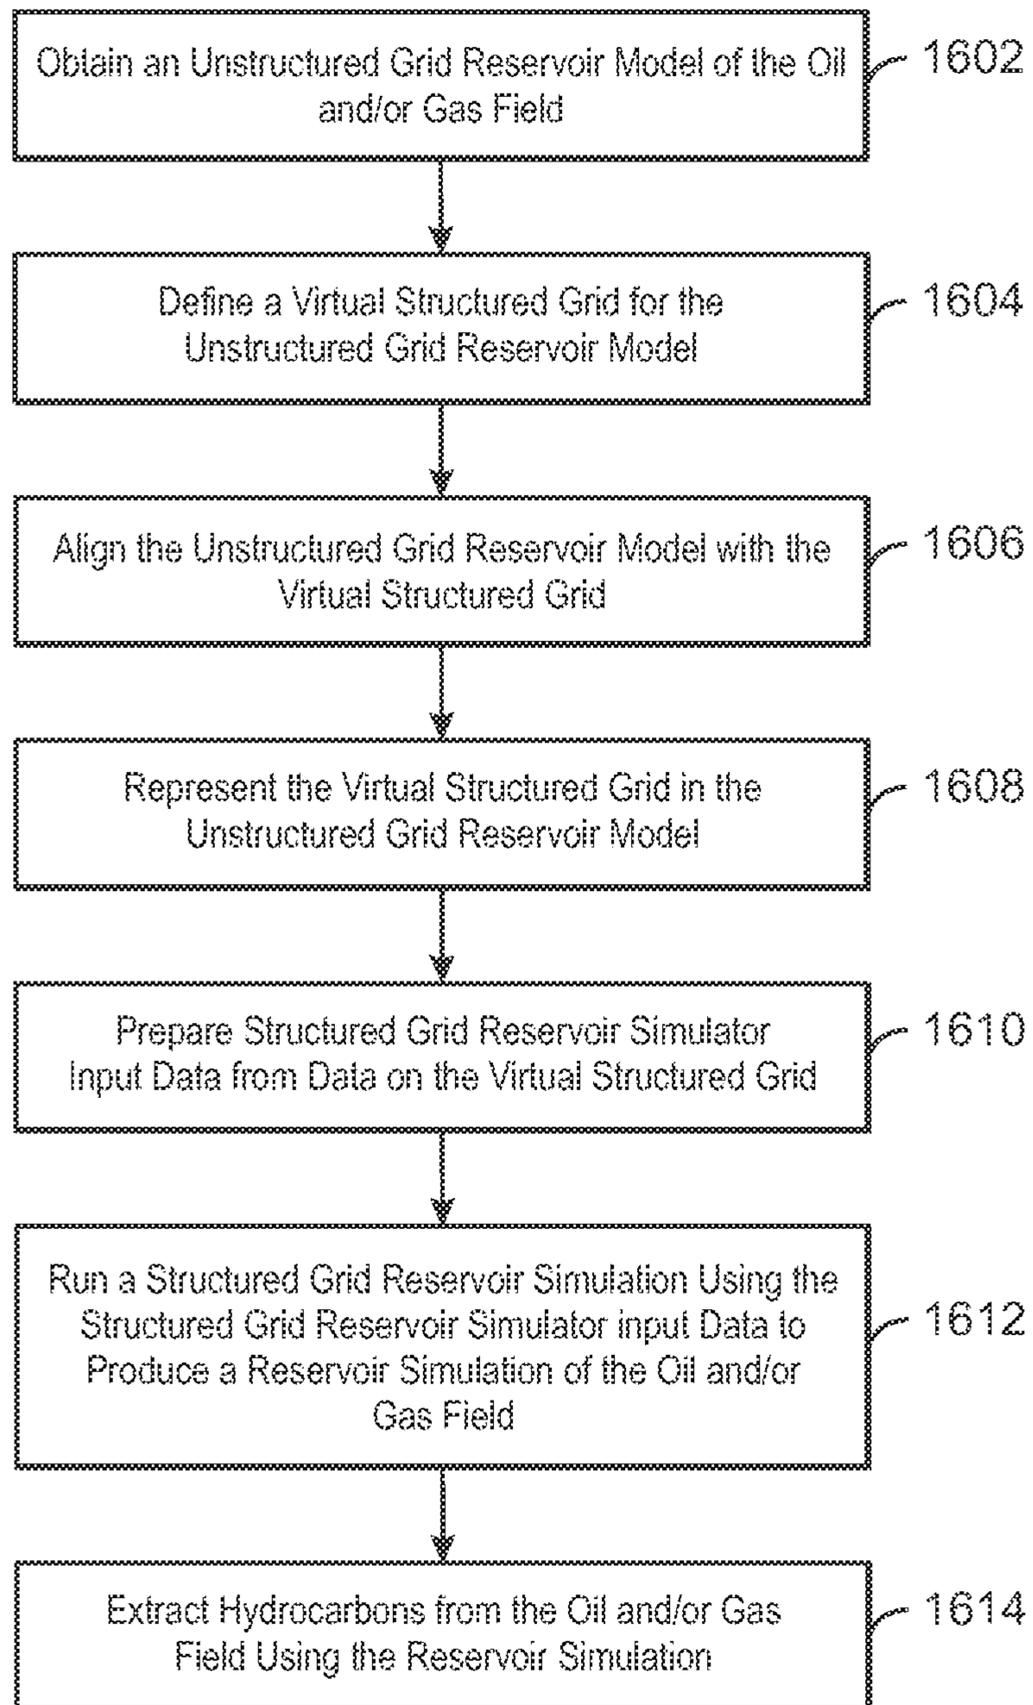 Obtain an Unstructured Grid Reservoir Model of the Oil
and/or Gas Field
1602
Define a Virtual Structured Grid for the
Unstructured Grid Reservoir Model
1604
Align the Unstructured Grid Reservoir Model with the
Virtual Structured Grid
1606
Represent the Virtual Structured Grid in the
Unstructured Grid Reservoir Model
1608
Prepare Structured Grid Reservoir Simulator
Input Data from Data on the Virtual Structured Grid
1610
Run a Structured Grid Reservoir Simulation Using the
Structured Grid Reservoir Simulator input Data to
Produce a Reservoir Simulation of the Oil and/or
Gas Field
1612
Extract Hydrocarbons from the Oil and/or Gas
Field Using the Reservoir Simulation
1614